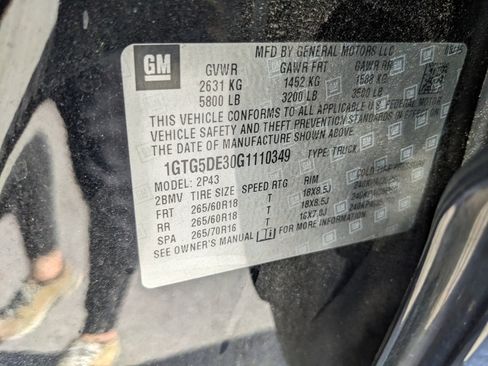 GM
MFD BY GENERAL MOTORS LLC
GVWR GAWR FRT GAWR RR
2631 KG 1452 KG 1588 KG
5800 LB 3200 LB 3500 LB
THIS VEHICLE CONFORMS TO ALL APPLICABLE U.S. FEDERAL MOTOR
VEHICLE SAFETY AND THEFT PREVENTION STANDARDS IN EFFECT ON
THE DATE OF MANUFACTURE SHOWN ABOVE.
1GTG5DE30G1110349 TYPE: TRUCK
MODEL: 2P43
2BMV TIRE SIZE SPEED RTG RIM COLD
FRT 265/60R18 T 18X8.5J
RR 265/60R18 T 18X8.5J
SPA 265/70R16 T 16X7.0J
SEE OWNER'S MANUAL FOR MORE INFORMATION